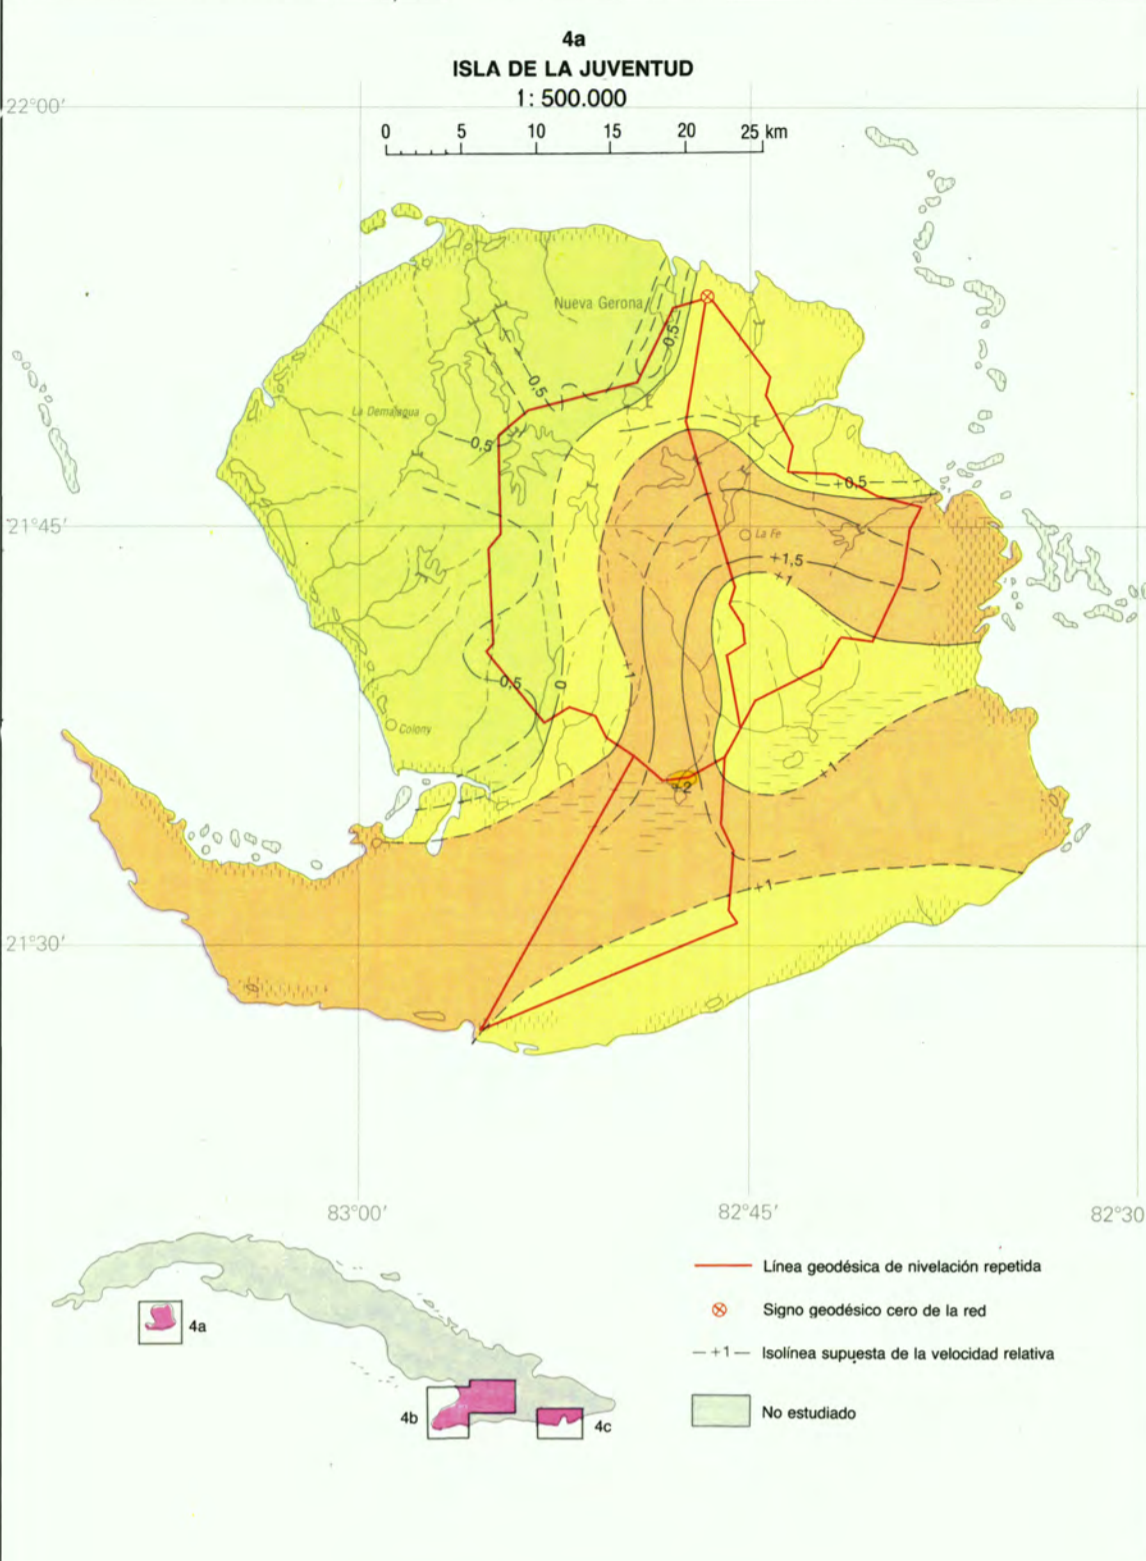 4a
ISLA DE LA JUVENTUD
1: 500.000
0 5 10 15 20 25 km
22°00'
Nueva Gerona
0,5
0,5
La Demajagua
0,5
+0,5
21°45'
La Fe
+1,5
+1
+1
0,5
0
Colony
+1
+2
+1
21°30'
83°00'
82°45'
82°30
4a
4b
4c
Línea geodésica de nivelación repetida
Signo geodésico cero de la red
+1 Isolínea supuesta de la velocidad relativa
No estudiado